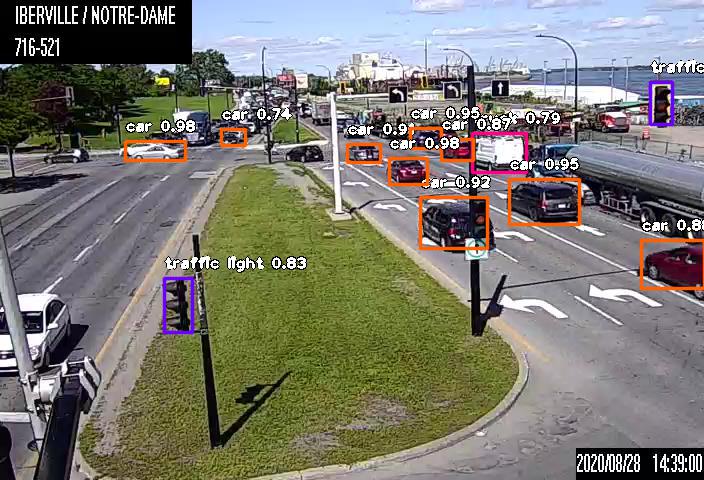 IBERVILLE / NOTRE-DAME
716-521
traffic
car 0.74
car 0.95
0.79
car 0.98
car 0.9
0.87
car 0.98
car 0.95
car 0.92
car 0.8
traffic light 0.83
2020/08/28 14:39:00